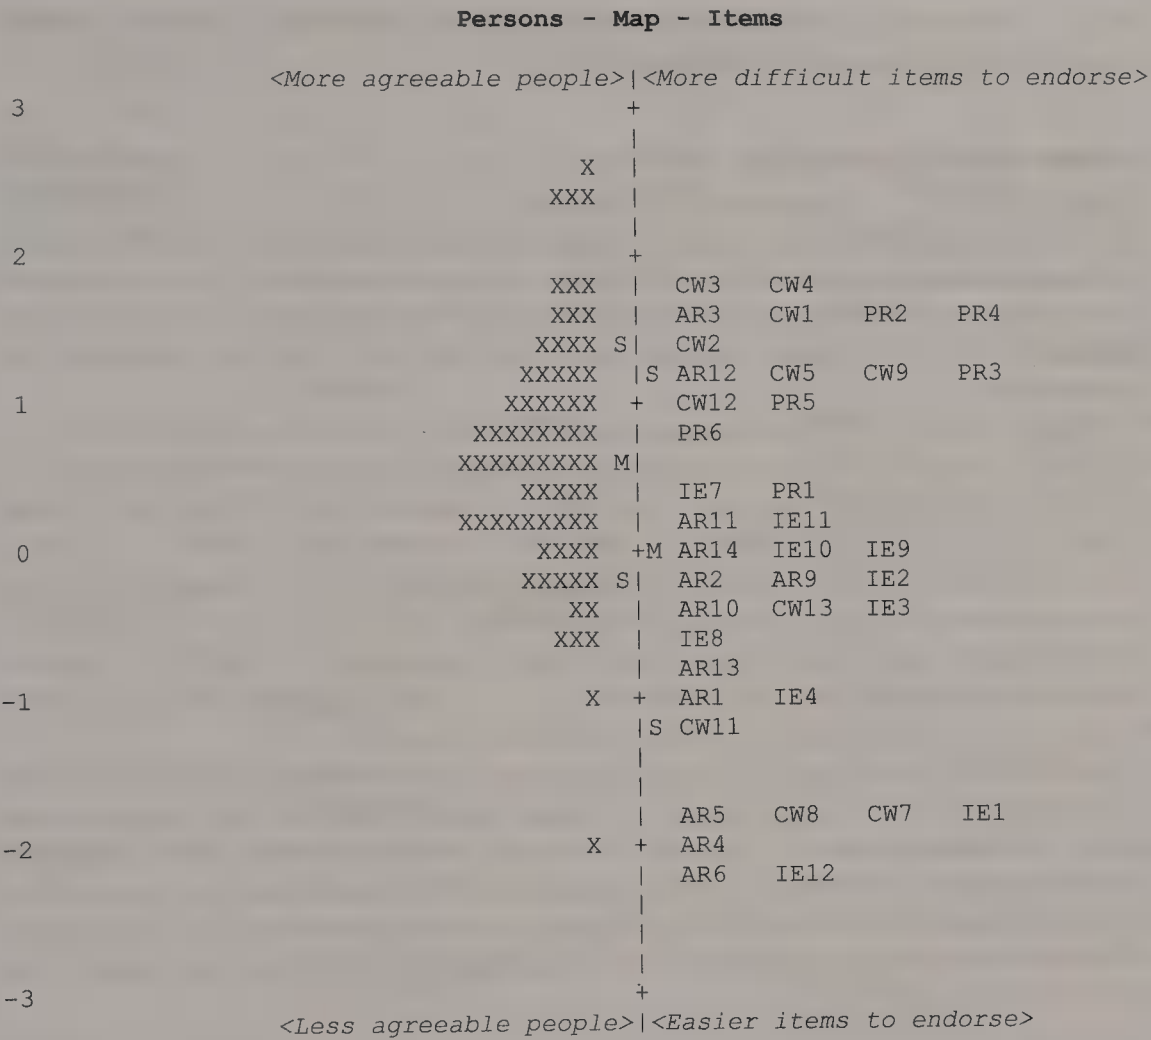 Persons - Map - Items
<More agreeable people>|<More difficult items to endorse>
3 +
|
X |
XXX |
|
2 +
XXX | CW3 CW4
XXX | AR3 CW1 PR2 PR4
XXXX S| CW2
XXXXX |S AR12 CW5 CW9 PR3
1 XXXXXX + CW12 PR5
XXXXXXXX | PR6
XXXXXXXXX M|
XXXXX | IE7 PR1
XXXXXXXXX | AR11 IE11
0 XXXX +M AR14 IE10 IE9
XXXXX S| AR2 AR9 IE2
XX | AR10 CW13 IE3
XXX | IE8
| AR13
-1 X + AR1 IE4
|S CW11
|
|
| AR5 CW8 CW7 IE1
-2 X + AR4
| AR6 IE12
|
|
|
-3 +
<Less agreeable people>|<Easier items to endorse>